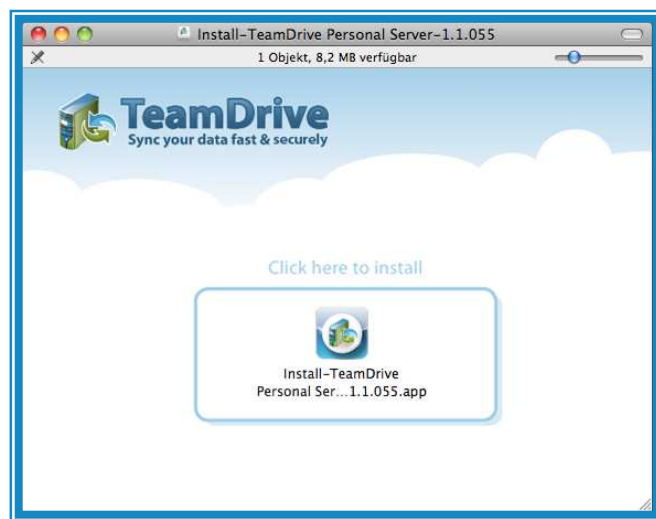 Install-TeamDrive Personal Server-1.1.055
1 Objekt, 8,2 MB verfügbar
TeamDrive
Sync your data fast & securely
Click here to install
Install-TeamDrive
Personal Ser...1.1.055.app